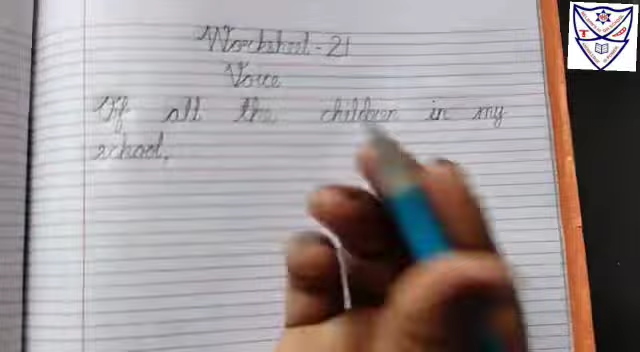 Worksheet - 21
Voice
Of all the children in my
school,